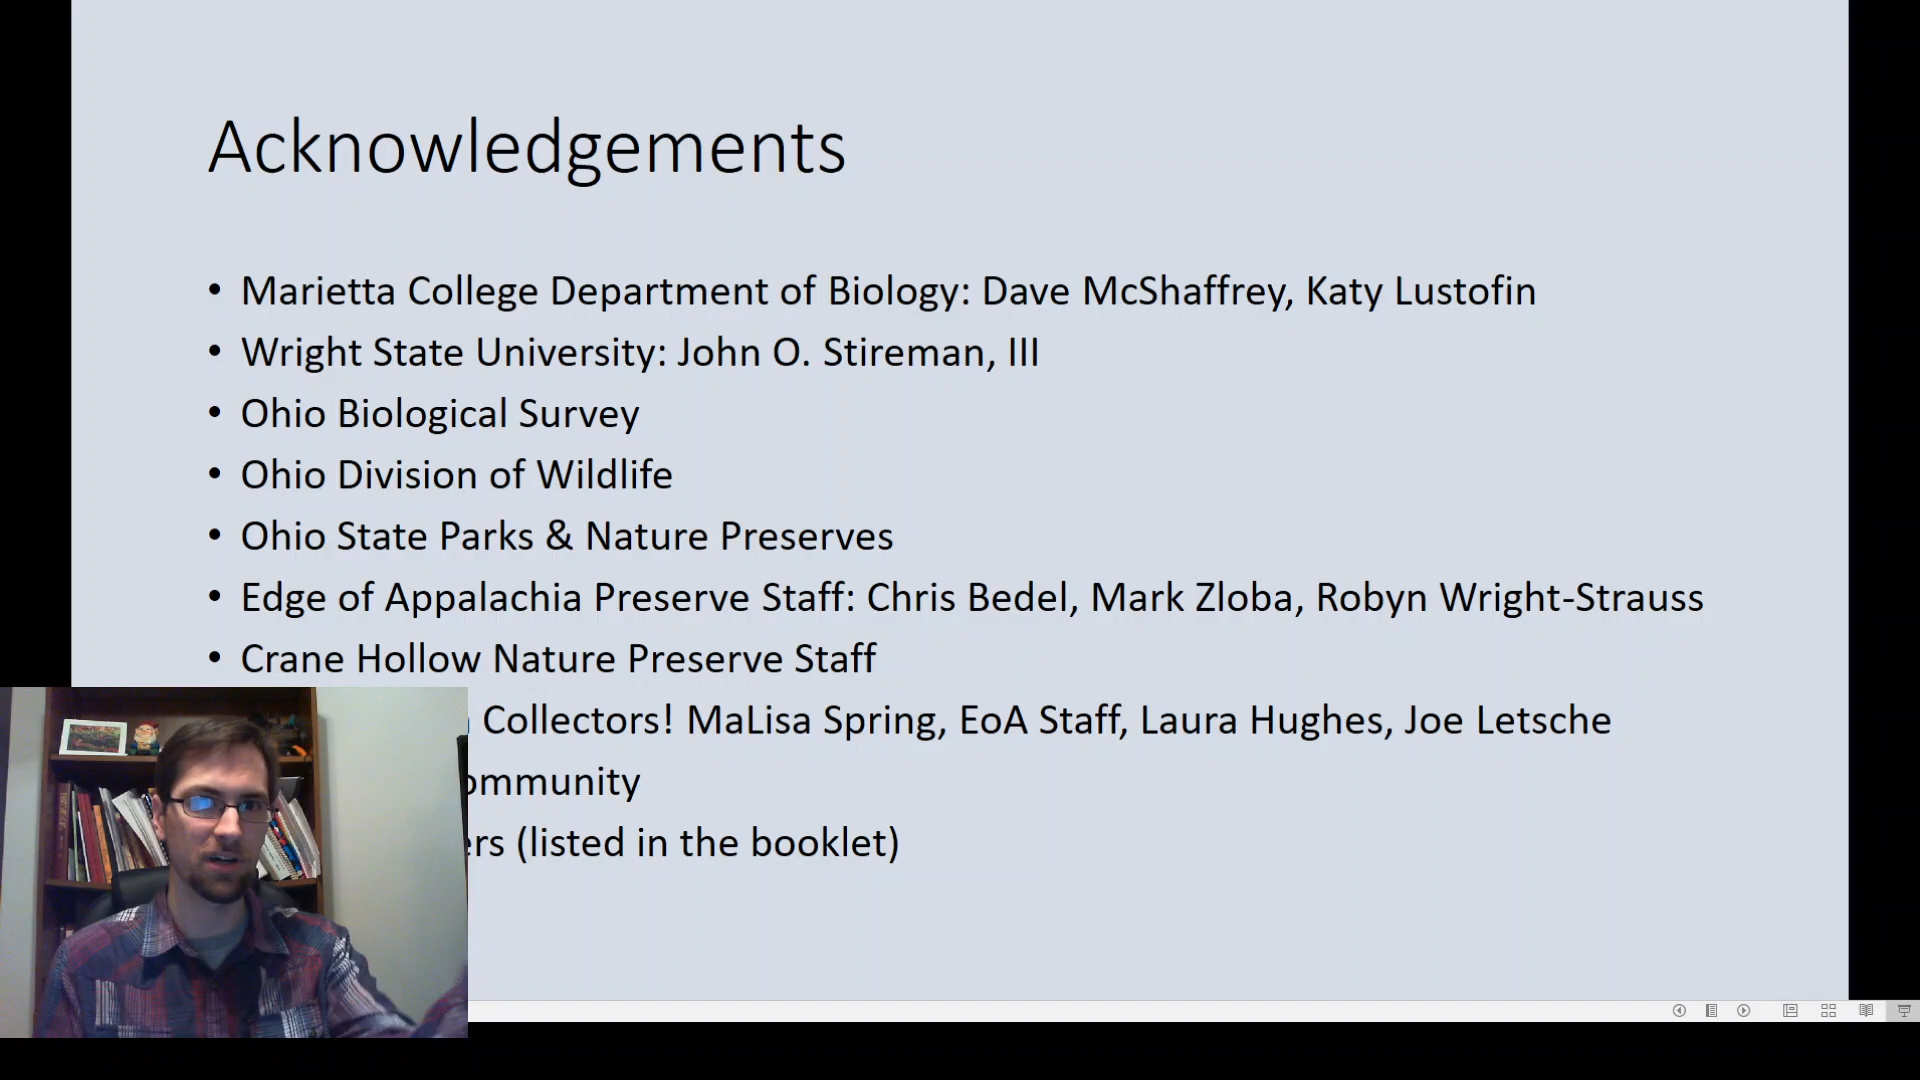 Acknowledgements
• Marietta College Department of Biology: Dave McShaffrey, Katy Lustofin
• Wright State University: John O. Stireman, III
• Ohio Biological Survey
• Ohio Division of Wildlife
• Ohio State Parks & Nature Preserves
• Edge of Appalachia Preserve Staff: Chris Bedel, Mark Zloba, Robyn Wright-Strauss
• Crane Hollow Nature Preserve Staff
Collectors! MaLisa Spring, EoA Staff, Laura Hughes, Joe Letsche
ommunity
ers (listed in the booklet)